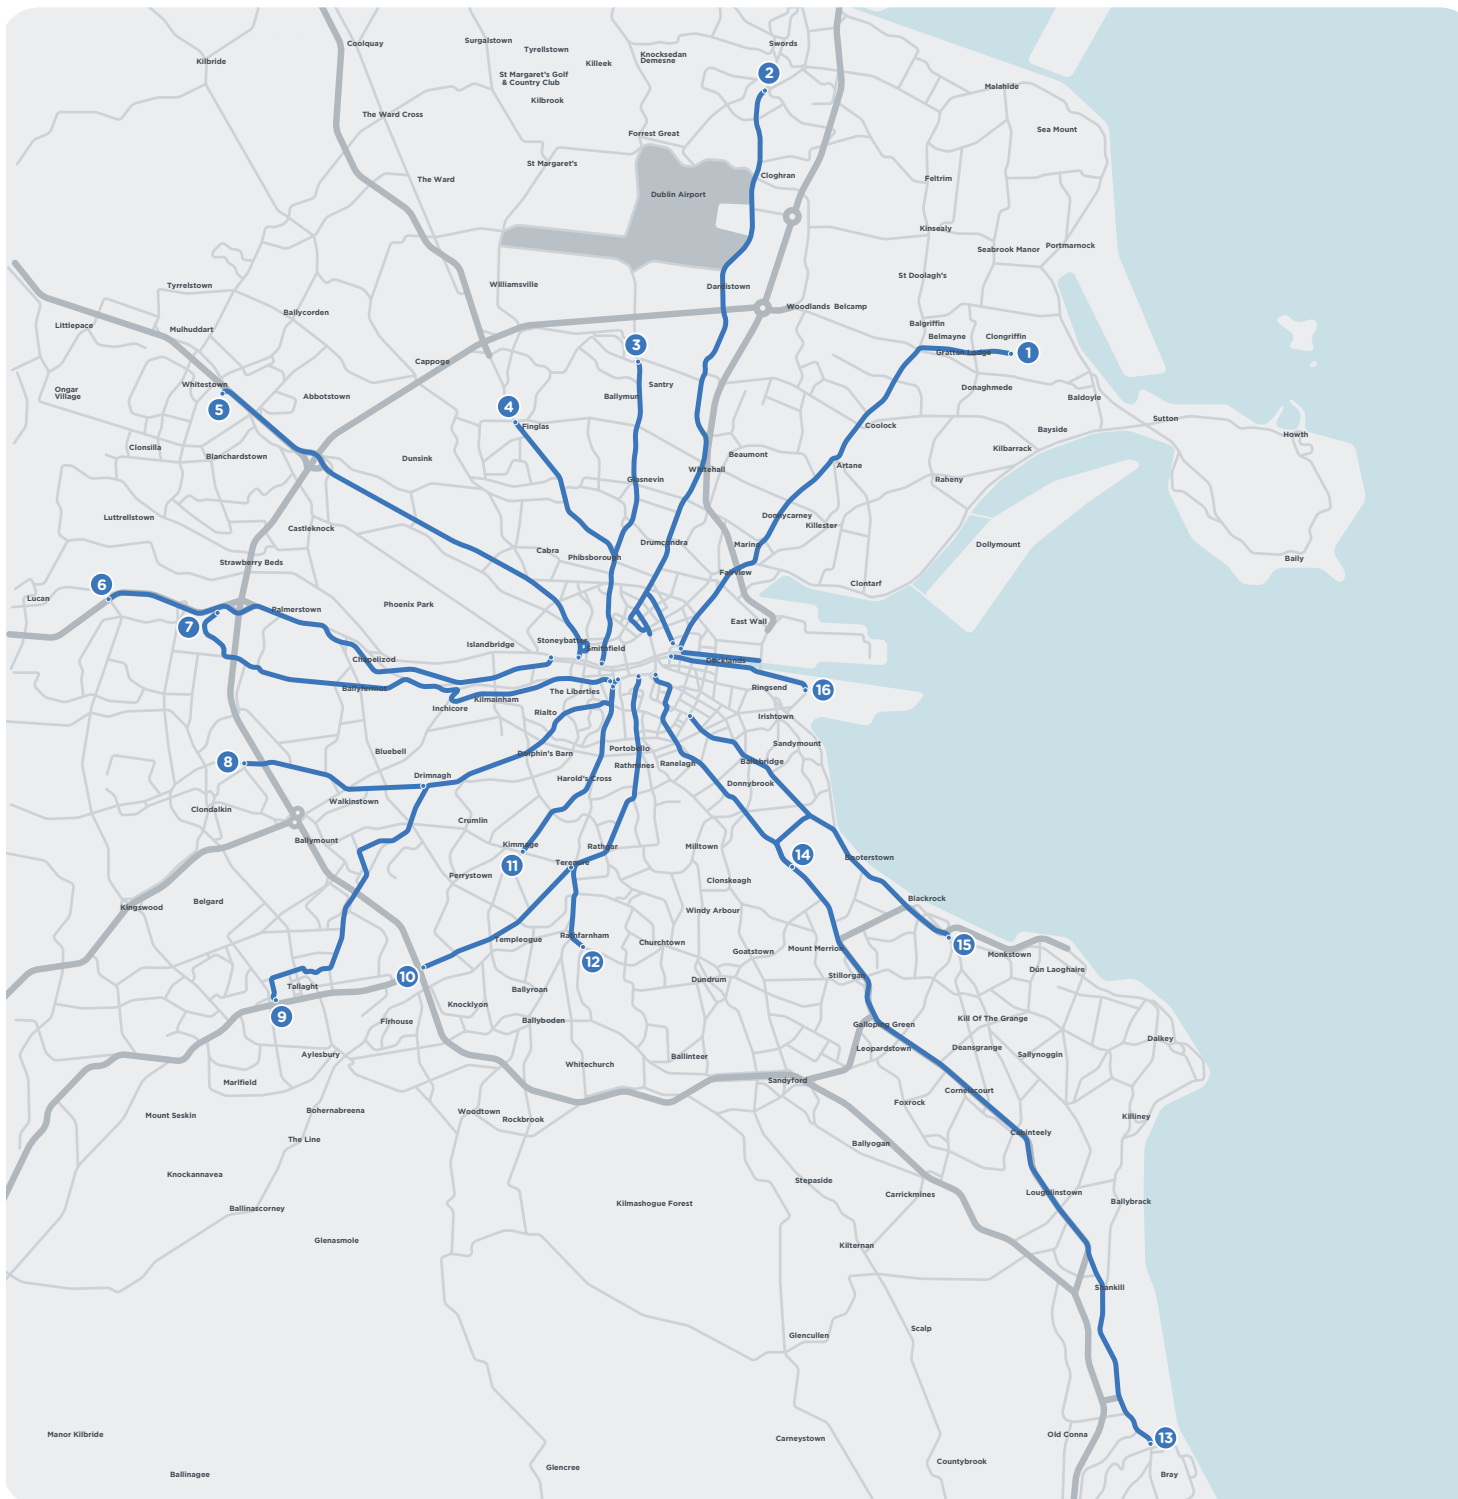 Coolquay
Surgalstown
Tyrellstown
Swords
Kilbride
Killeek
Knocksedan
Demesne
2
St Margaret's Golf
& Country Club
Malahide
Kilbrook
The Ward Cross
Forrest Great
Sea Mount
St Margaret's
The Ward
Cloghran
Feltrim
Dublin Airport
Kinsealy
Seabrook Manor
Portmarnock
St Doolagh's
Tyrrelstown
Williamsville
Dardistown
Ballycorden
Woodlands
Belcamp
Littlepace
Mulhuddart
Balgriffin
Belmayne
Clongriffin
3
Grattan Lodge
1
Cappoge
Whitestown
Santry
Ongar
Village
Abbotstown
Ballymun
Donaghmede
Baldoyle
5
4
Finglas
Coolock
Sutton
Bayside
Howth
Clonsilla
Blanchardstown
Dunsink
Beaumont
Kilbarrack
Whitehall
Artane
Glasnevin
Raheny
Luttrellstown
Castleknock
Donnycarney
Killester
Drumcondra
Marino
Dollymount
Cabra
Phibsborough
Strawberry Beds
Fairview
Baily
6
Clontarf
Lucan
Palmerstown
Phoenix Park
East Wall
7
Stoneybatter
Islandbridge
Smithfield
Chapelizod
Docklands
Ballyfermot
The Liberties
Ringsend
16
Kilmainham
Inchicore
Rialto
Irishtown
Bluebell
Dolphin's Barn
Portobello
Sandymount
8
Rathmines
Ranelagh
Ballsbridge
Drimnagh
Harold's Cross
Donnybrook
Walkinstown
Clondalkin
Crumlin
Ballymount
Kimmage
Rathgar
Milltown
14
Booterstown
11
Terenure
Perrystown
Clonskeagh
Belgard
Blackrock
Kingswood
Windy Arbour
Templeogue
Rathfarnham
Churchtown
Goatstown
Mount Merrion
15
Monkstown
12
10
Dundrum
Stillorgan
Dún Laoghaire
Tallaght
Ballyroan
9
Knocklyon
Firhouse
Ballyboden
Galloping Green
Kill Of The Grange
Dalkey
Aylesbury
Whitechurch
Ballinteer
Leopardstown
Deansgrange
Sallynoggin
Marlfield
Sandyford
Cornelscourt
Foxrock
Mount Seskin
Bohernabreena
Woodtown
Rockbrook
Killiney
The Line
Cabinteely
Ballyogan
Knockannavea
Stepaside
Carrickmines
Loughlinstown
Kilmashogue Forest
Ballybrack
Ballinascorney
Glenasmole
Kilternan
Shankill
Glencullen
Scalp
Manor Kilbride
Carneystown
Old Conna
13
Countybrook
Ballinagee
Glencree
Bray